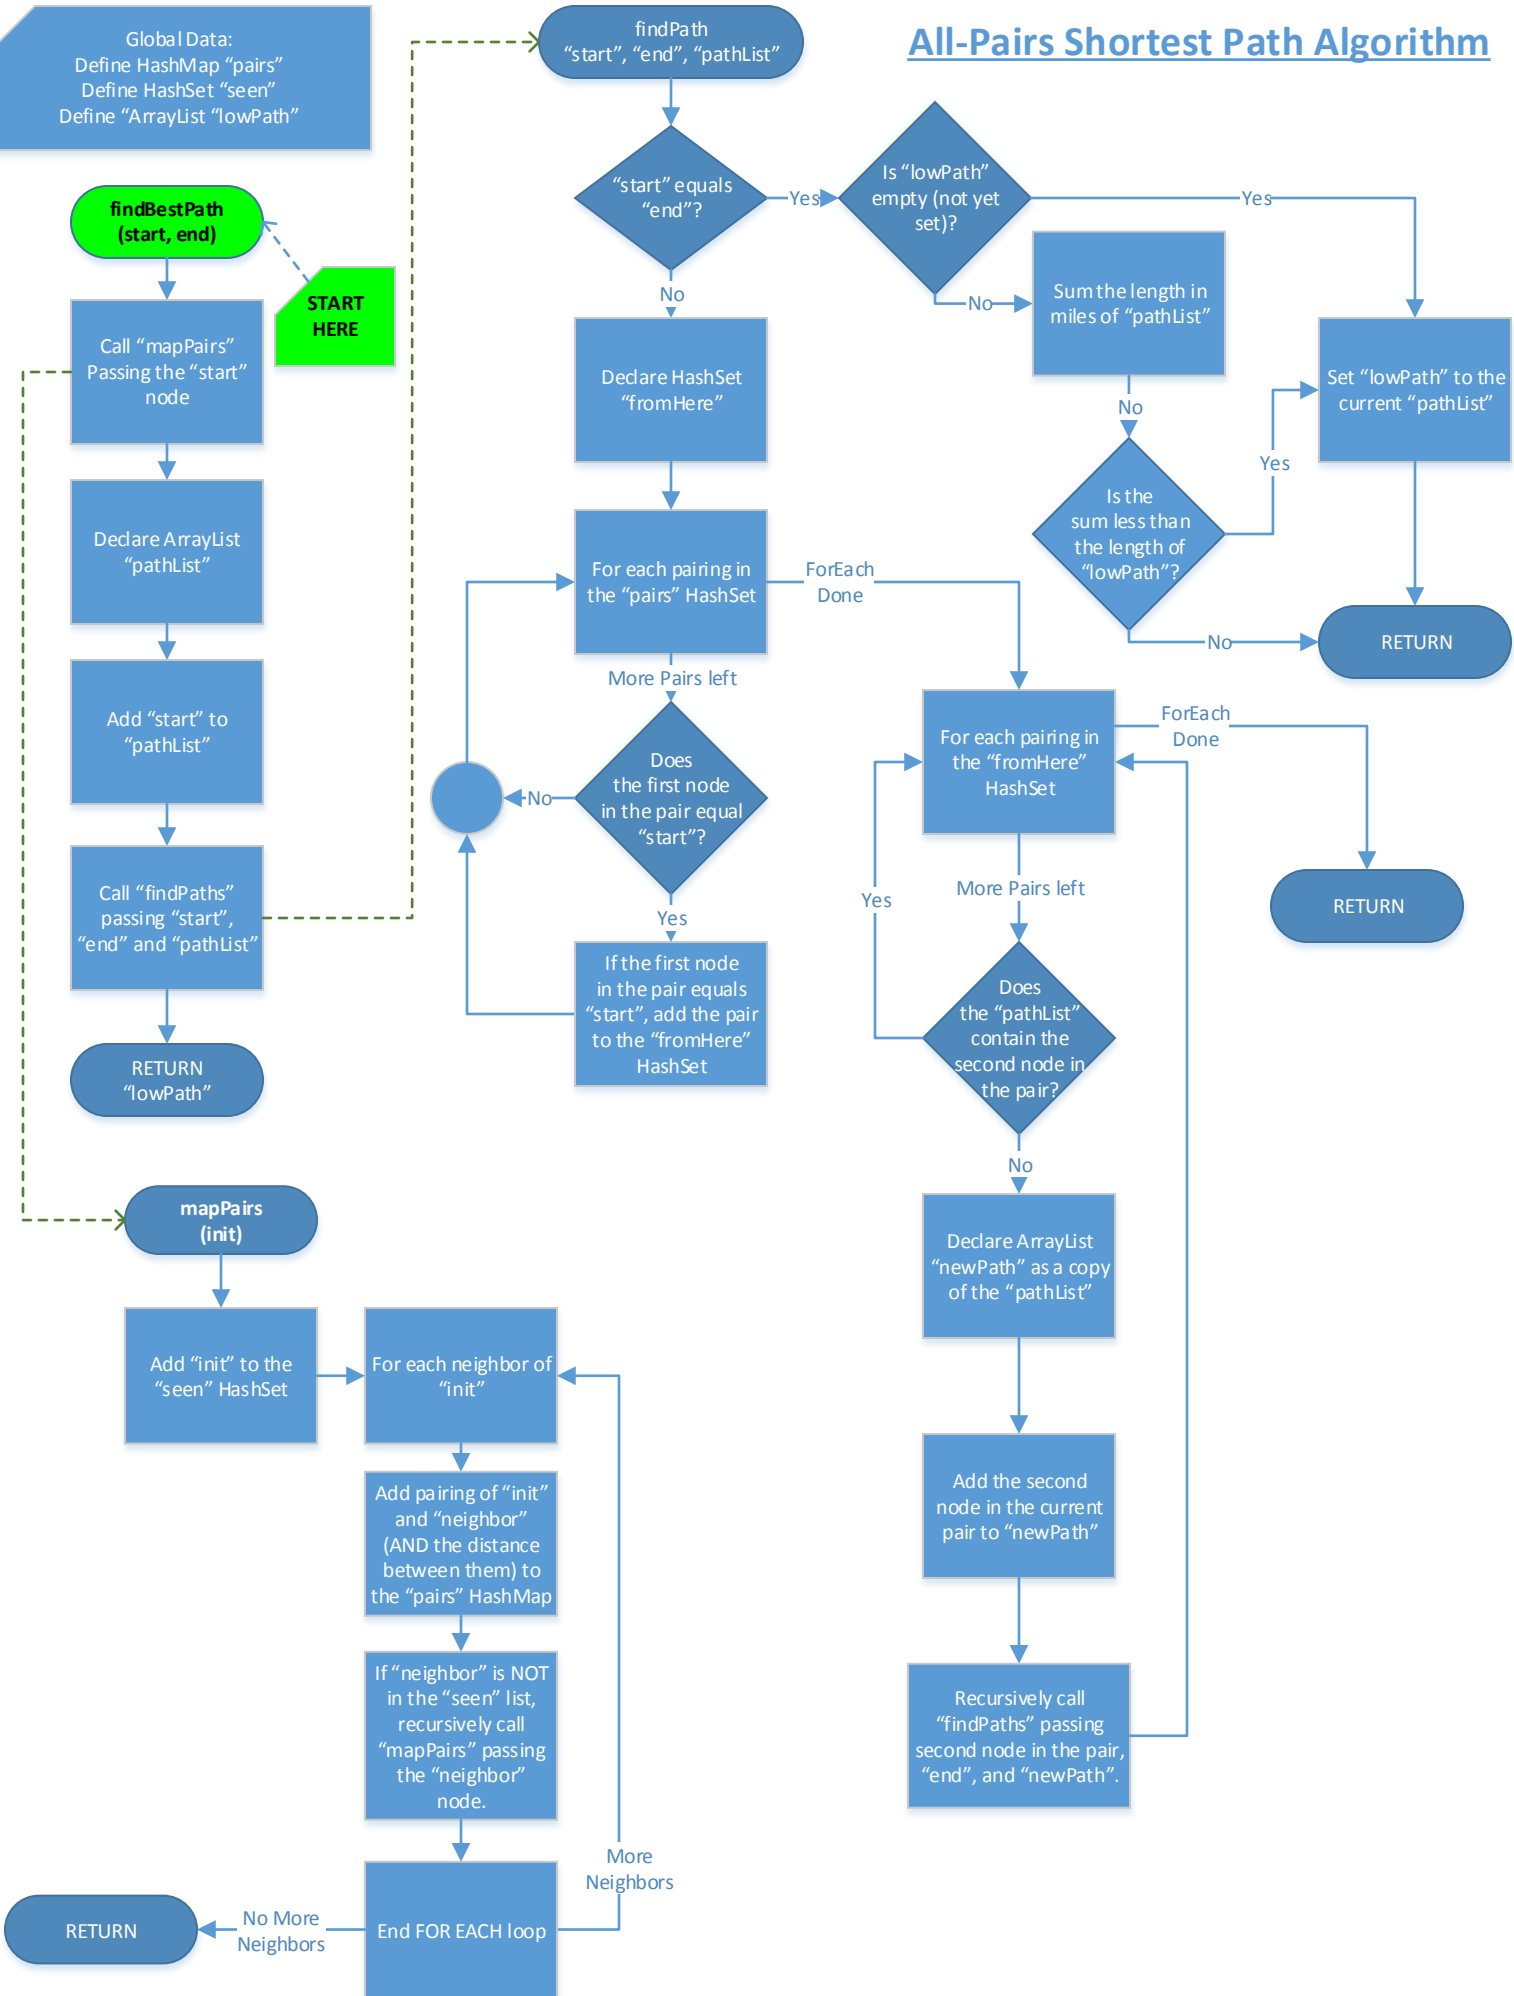 All-Pairs Shortest Path Algorithm
Global Data:
Define HashMap “pairs”
Define HashSet “seen”
Define “ArrayList “lowPath”
findBestPath
(start, end)
START
HERE
Call “mapPairs”
Passing the “start”
node
Declare ArrayList
“pathList”
Add “start” to
“pathList”
Call “findPaths”
passing “start”,
“end” and “pathList”
RETURN
“lowPath”
findPath
“start”, “end”, “pathList”
“start” equals
“end”?
Yes
No
Is “lowPath”
empty (not yet
set)?
Yes
No
Sum the length in
miles of “pathList”
No
Is the
sum less than
the length of
“lowPath”?
Yes
No
Set “lowPath” to the
current “pathList”
RETURN
Declare HashSet
“fromHere”
For each pairing in
the “pairs” HashSet
ForEach
Done
More Pairs left
Does
the first node
in the pair equal
“start”?
No
Yes
If the first node
in the pair equals
“start”, add the pair
to the “fromHere”
HashSet
For each pairing in
the “fromHere”
HashSet
ForEach
Done
RETURN
More Pairs left
Yes
Does
the “pathList”
contain the
second node in
the pair?
No
Declare ArrayList
“newPath” as a copy
of the “pathList”
Add the second
node in the current
pair to “newPath”
Recursively call
“findPaths” passing
second node in the pair,
“end”, and “newPath”.
mapPairs
(init)
Add “init” to the
“seen” HashSet
For each neighbor of
“init”
Add pairing of “init”
and “neighbor”
(AND the distance
between them) to
the “pairs” HashMap
If “neighbor” is NOT
in the “seen” list,
recursively call
“mapPairs” passing
the “neighbor”
node.
More
Neighbors
End FOR EACH loop
No More
Neighbors
RETURN